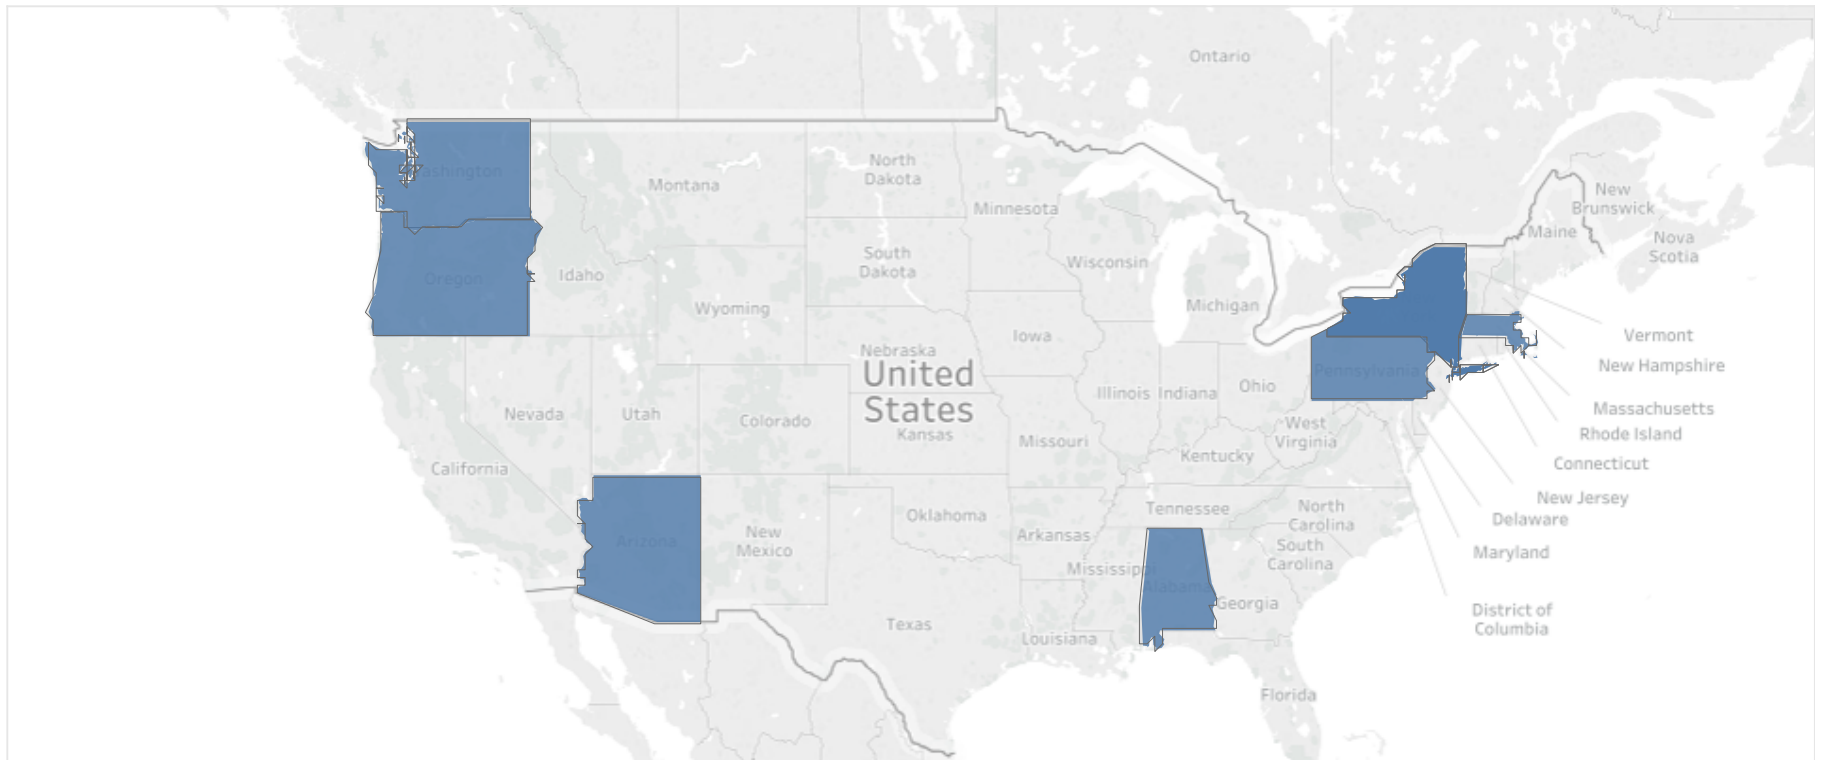 Ontario
Washington
North
Dakota
Montana
Minnesota
New
Brunswick
Maine
Nova
Scotia
Oregon
Idaho
South
Dakota
Wisconsin
Wyoming
Michigan
Vermont
Iowa
Nebraska
New Hampshire
United
States
Pennsylvania
Nevada
Utah
Colorado
Illinois
Indiana
Ohio
Massachusetts
Kansas
Missouri
West
Virginia
Rhode Island
California
Kentucky
Connecticut
New Jersey
Tennessee
North
Carolina
Delaware
Arizona
New
Mexico
Oklahoma
Arkansas
South
Carolina
Maryland
Mississippi
Alabama
Georgia
Texas
Louisiana
District of
Columbia
Florida